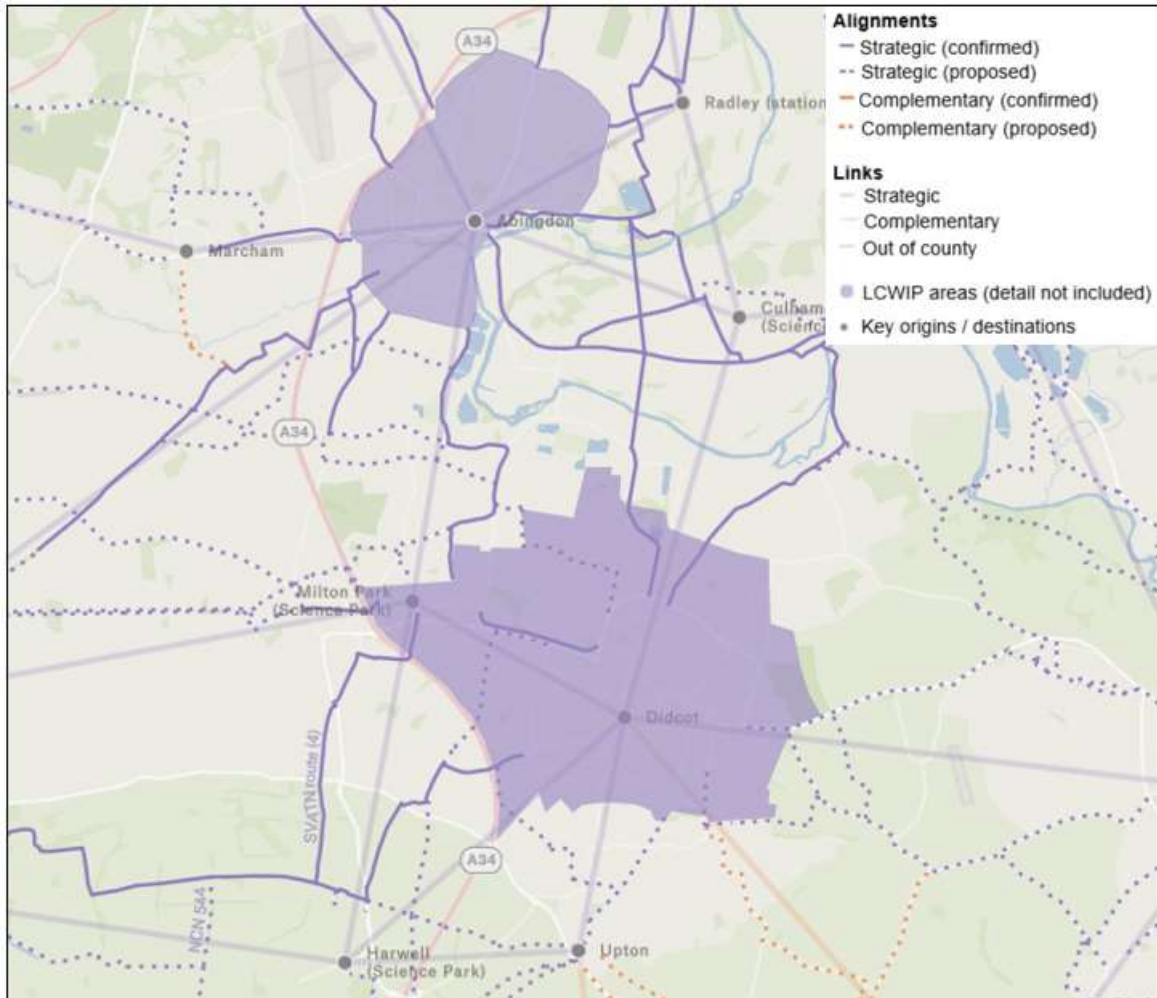 Alignments
Strategic (confirmed)
Strategic (proposed)
Complementary (confirmed)
Complementary (proposed)
Links
Strategic
Complementary
Out of county
LCWIP areas (detail not included)
Key origins / destinations
A34
Radley (station
Abingdon
Marcham
Culham
(Scienc
A34
Milton Park
(Science Park)
Didcot
SVATN route (4)
A34
NCN 544
Harwell
(Science Park)
Upton